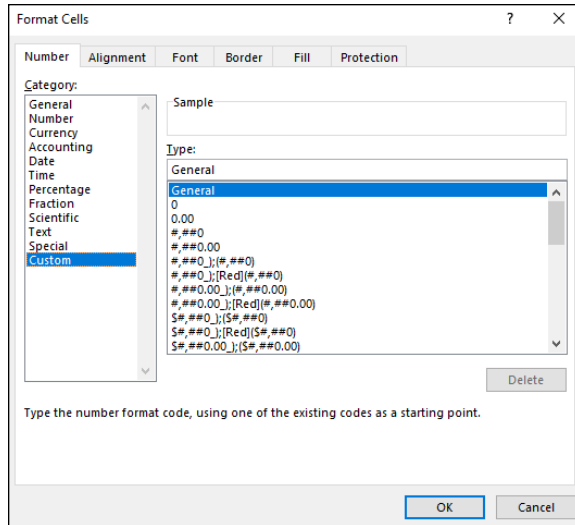 Format Cells
? X
Number Alignment Font Border Fill Protection
Category:
General
Number
Currency
Accounting
Date
Time
Percentage
Fraction
Scientific
Text
Special
Custom
Sample
Type:
General
General
0
0.00
#,##0
#,##0.00
#,##0_);(#,##0)
#,##0_);[Red](#,##0)
#,##0.00_);(#,##0.00)
#,##0.00_);[Red](#,##0.00)
$#,##0_);($#,##0)
$#,##0_);[Red]($#,##0)
$#,##0.00_);($#,##0.00)
Delete
Type the number format code, using one of the existing codes as a starting point.
OK Cancel